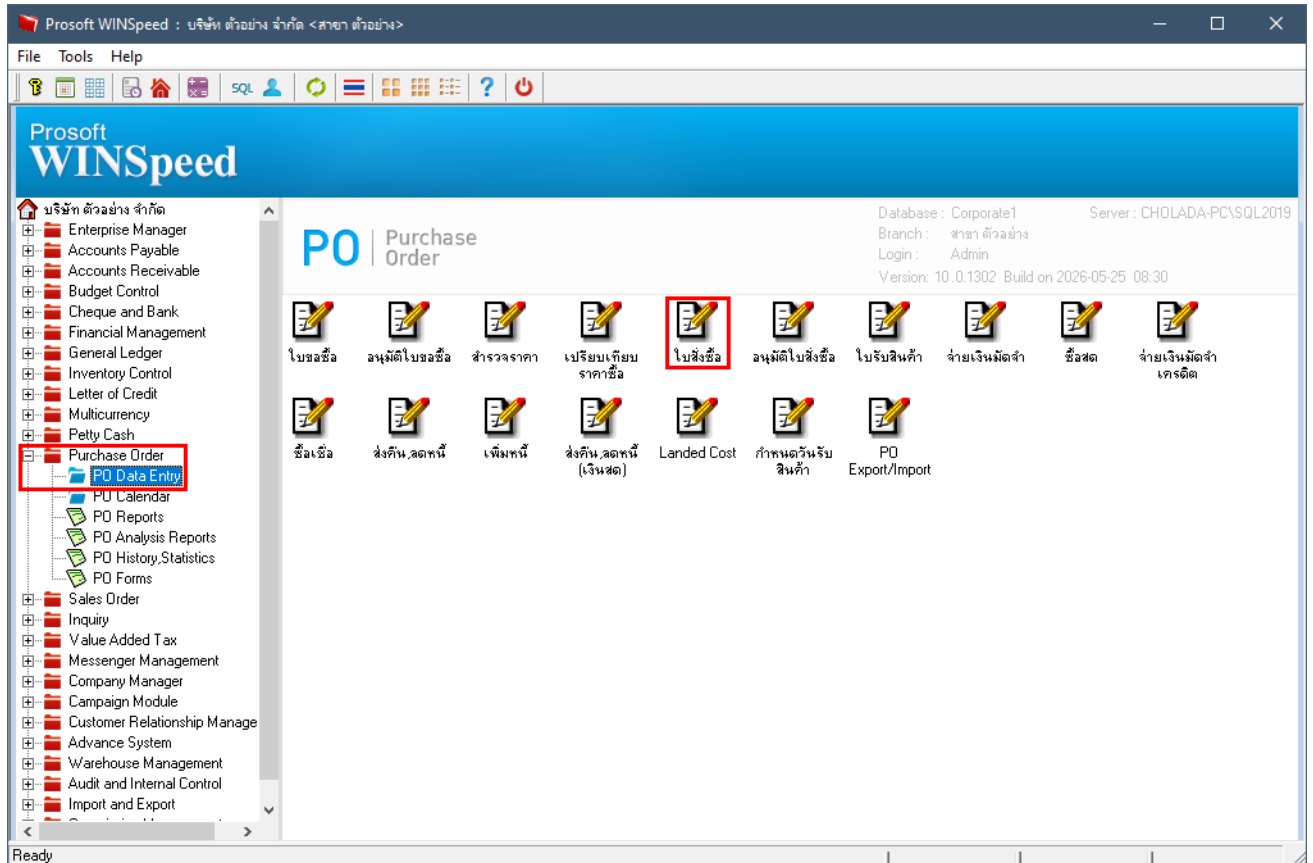 Prosoft WINSpeed : บริษัท ตัวอย่าง จำกัด <สาขา ตัวอย่าง>
File Tools Help
SQL
Prosoft
WINSpeed
บริษัท ตัวอย่าง จำกัด
Enterprise Manager
Accounts Payable
Accounts Receivable
Budget Control
Cheque and Bank
Financial Management
General Ledger
Inventory Control
Letter of Credit
Multicurrency
Petty Cash
Purchase Order
PO Data Entry
PO Calendar
PO Reports
PO Analysis Reports
PO History,Statistics
PO Forms
Sales Order
Inquiry
Value Added Tax
Messenger Management
Company Manager
Campaign Module
Customer Relationship Manage
Advance System
Warehouse Management
Audit and Internal Control
Import and Export
PO Purchase
Order
Database : Corporate1 Server : CHOLADA-PC\SQL2019
Branch : สาขา ตัวอย่าง
Login : Admin
Version: 10.0.1302 Build on 2026-05-25 08:30
ใบขอซื้อ อนุมัติใบขอซื้อ สำรวจราคา เปรียบเทียบ ใบสั่งซื้อ อนุมัติใบสั่งซื้อ ใบรับสินค้า จ่ายเงินมัดจำ ซื้อสด จ่ายเงินมัดจำ
ราคาซื้อ เครดิต
ซื้อเชื่อ ส่งคืน,ลดหนี้ เพิ่มหนี้ ส่งคืน,ลดหนี้ Landed Cost กำหนดวันรับ PO
(เงินสด) สินค้า Export/Import
Ready